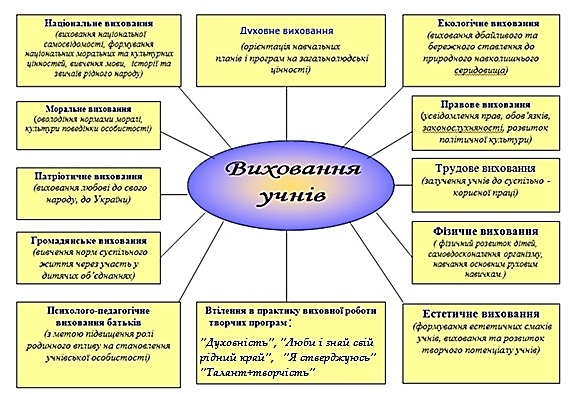 Національне виховання
(виховання національної
самосвідомості, формування
національних моральних та культурних
цінностей, вивчення мови, історії та
звичаїв рідного народу)
Духовне виховання
(орієнтація навчальних
планів і програм на загальнолюдські
цінності)
Екологічне виховання
(виховання дбайливого та
бережного ставлення до
природного навколишнього
серидовища)
Моральне виховання
(оволодіння нормами моралі,
культури поведінки особистості)
Правове виховання
(усвідомлення прав, обов'язків,
законослухняності, розвиток
політичної культури)
Виховання
учнів
Патріотичне виховання
(виховання любові до свого
народу, до України)
Трудове виховання
(залучення учнів до суспільно -
корисної праці)
Громадянське виховання
(вивчення норм суспільного
життя через участь у
дитячих об'єднаннях)
Фізичне виховання
( фізичний розвиток дітей,
самовдосконалення організму,
навчання основним руховим
навичкам.)
Психолого-педагогічне
виховання батьків
(з метою підвищення ролі
родинного впливу на становлення
учнівської особистості)
Втілення в практику виховної роботи
творчих програм:
"Духовність", "Люби і знай свій
рідний край", "Я стверджуюсь"
"Талант+творчість"
Естетичне виховання
(формування естетичних смаків
учнів, виховання та розвиток
творчого потенціалу учнів)